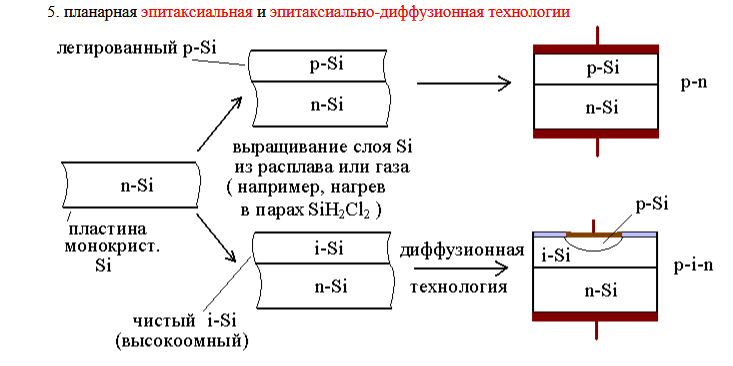 5. планарная эпитаксиальная и эпитаксиально-диффузионная технологии
легированный p-Si
p-Si
n-Si
p-Si
n-Si
p-n
выращивание слоя Si
из расплава или газа
( например, нагрев
в парах SiH₂Cl₂ )
n-Si
пластина
монокрист.
Si
p-Si
i-Si
n-Si
диффузионная
технология
i-Si
n-Si
p-i-n
чистый i-Si
(высокоомный)